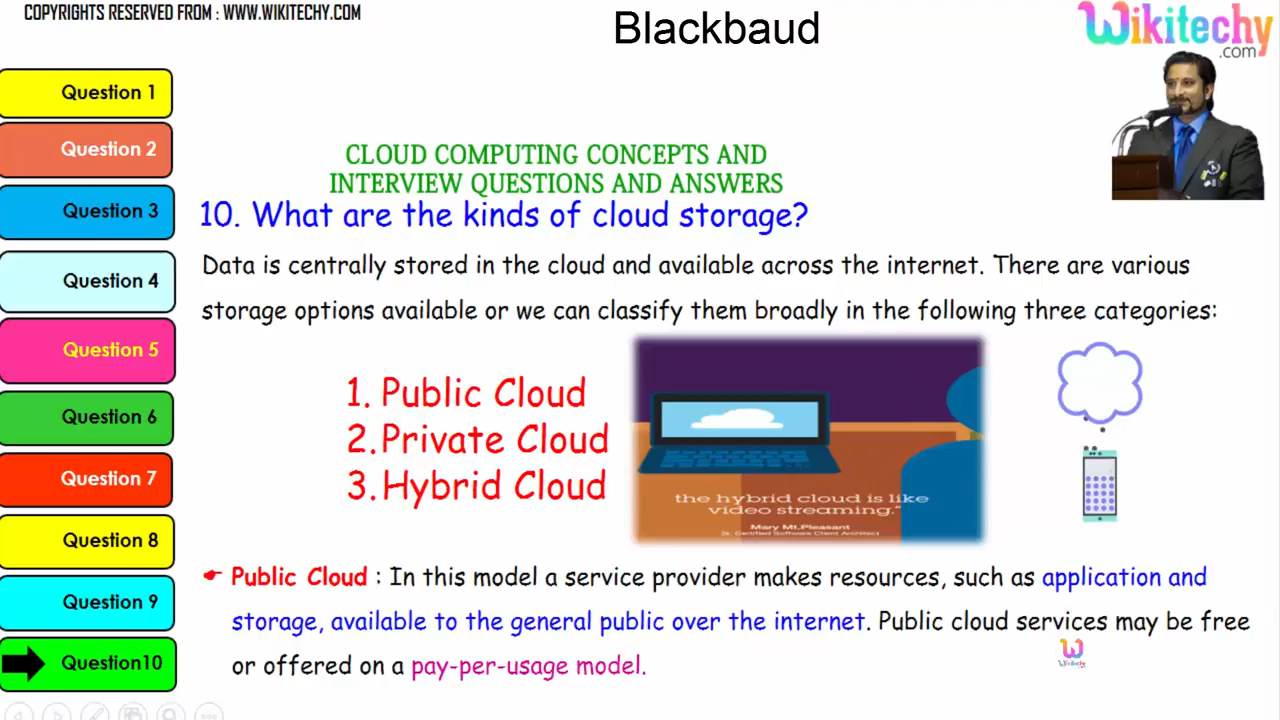 COPYRIGHTS RESERVED FROM : WWW.WIKITECHY.COM
Blackbaud
Wikitechy
.com
Question 1
Question 2
Question 3
Question 4
Question 5
Question 6
Question 7
Question 8
Question 9
Question10
CLOUD COMPUTING CONCEPTS AND
INTERVIEW QUESTIONS AND ANSWERS
10. What are the kinds of cloud storage?
Data is centrally stored in the cloud and available across the internet. There are various
storage options available or we can classify them broadly in the following three categories:
1. Public Cloud
2. Private Cloud
3. Hybrid Cloud
the hybrid cloud is like
video streaming."
Mary Mt.Pleasant
Sr. Certified Software Client Architect
Public Cloud : In this model a service provider makes resources, such as application and
storage, available to the general public over the internet. Public cloud services may be free
or offered on a pay-per-usage model.
W
Wikitechy